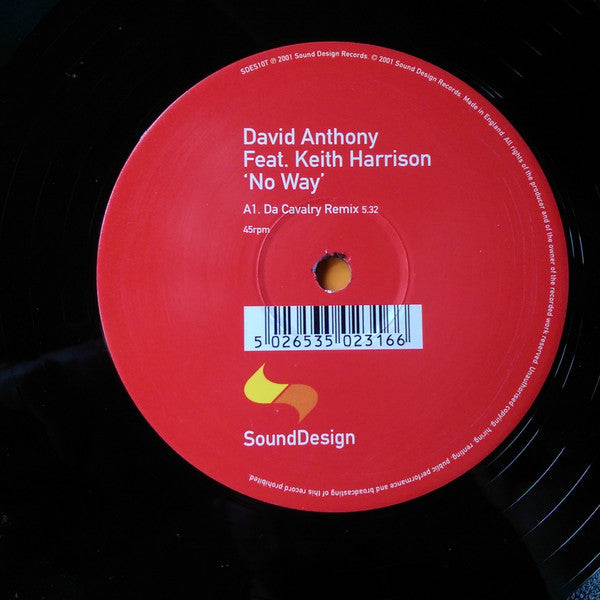 SDES10T ℗ 2001 Sound Design Records. © 2001 Sound Design Records. Made in England. All rights of the producer and of the owner of the recorded work reserved. Unauthorised copying, hiring, renting, public performance and broadcasting of this record prohibited.
David Anthony
Feat. Keith Harrison
‘No Way’
A1. Da Cavalry Remix 5.32
45rpm
5 026535 023166
SoundDesign